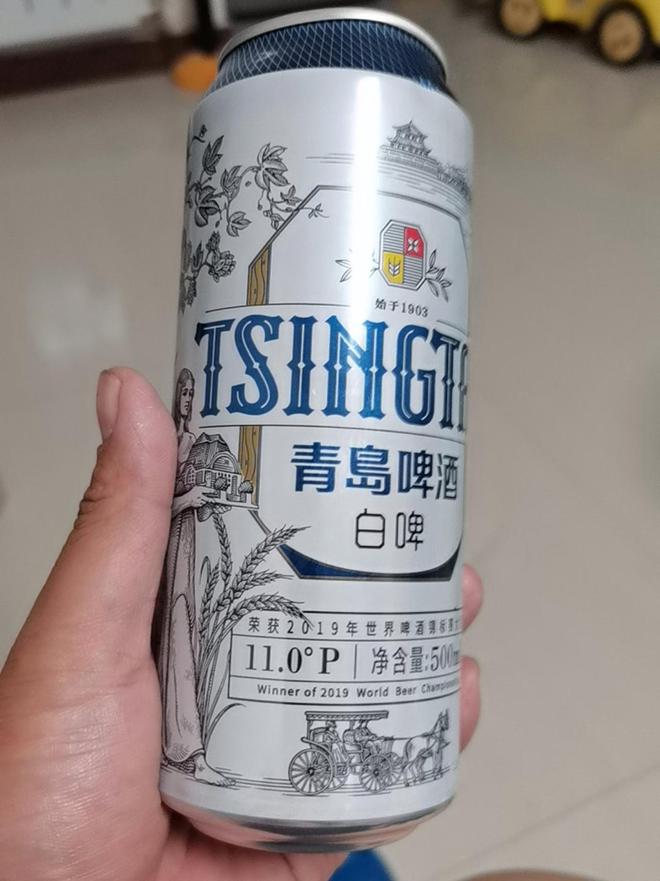 始于1903
TSINGT
青島啤酒
白啤
荣获2019年世界啤酒锦标赛
11.0°P 净含量:500m
Winner of 2019 World Beer Champions